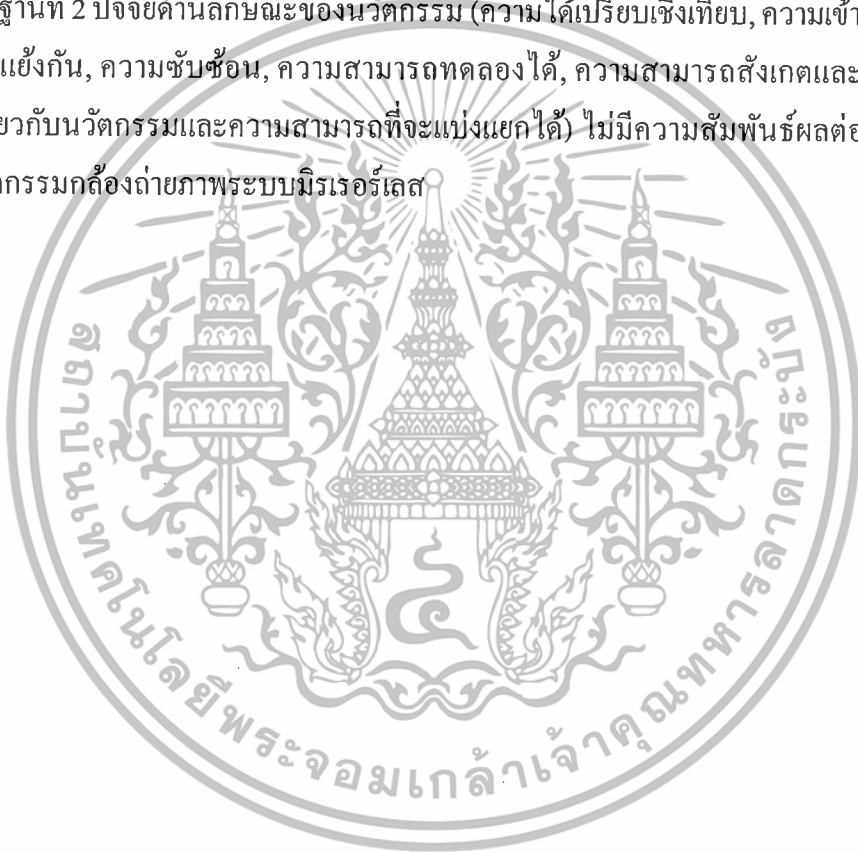 ฐานที่ 2 ปัจจัยด้านลักษณะของนวัตกรรม (ความได้เปรียบเชิงเทียบ, ความเข้า
แย้งกัน, ความซับซ้อน, ความสามารถทดลองได้, ความสามารถสังเกตและ
ยวกับนวัตกรรมและความสามารถที่จะแบ่งแยกได้) ไม่มีความสัมพันธ์ผลต่อ
กรรมกล้องถ่ายภาพระบบมิรเรอร์เลส
สถาบันเทคโนโลยีพระจอมเกล้าเจ้าคุณทหารลาดกระบัง
๔